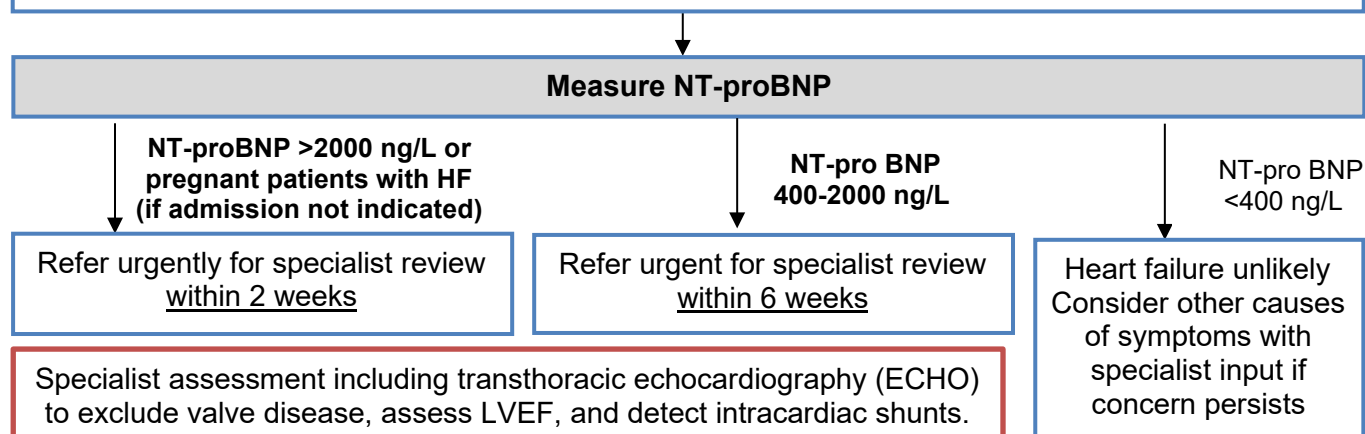 Measure NT-proBNP
NT-proBNP >2000 ng/L or
pregnant patients with HF
(if admission not indicated)
NT-pro BNP
400-2000 ng/L
NT-pro BNP
<400 ng/L
Refer urgently for specialist review
within 2 weeks
Refer urgent for specialist review
within 6 weeks
Heart failure unlikely
Consider other causes
of symptoms with
specialist input if
concern persists
Specialist assessment including transthoracic echocardiography (ECHO)
to exclude valve disease, assess LVEF, and detect intracardiac shunts.